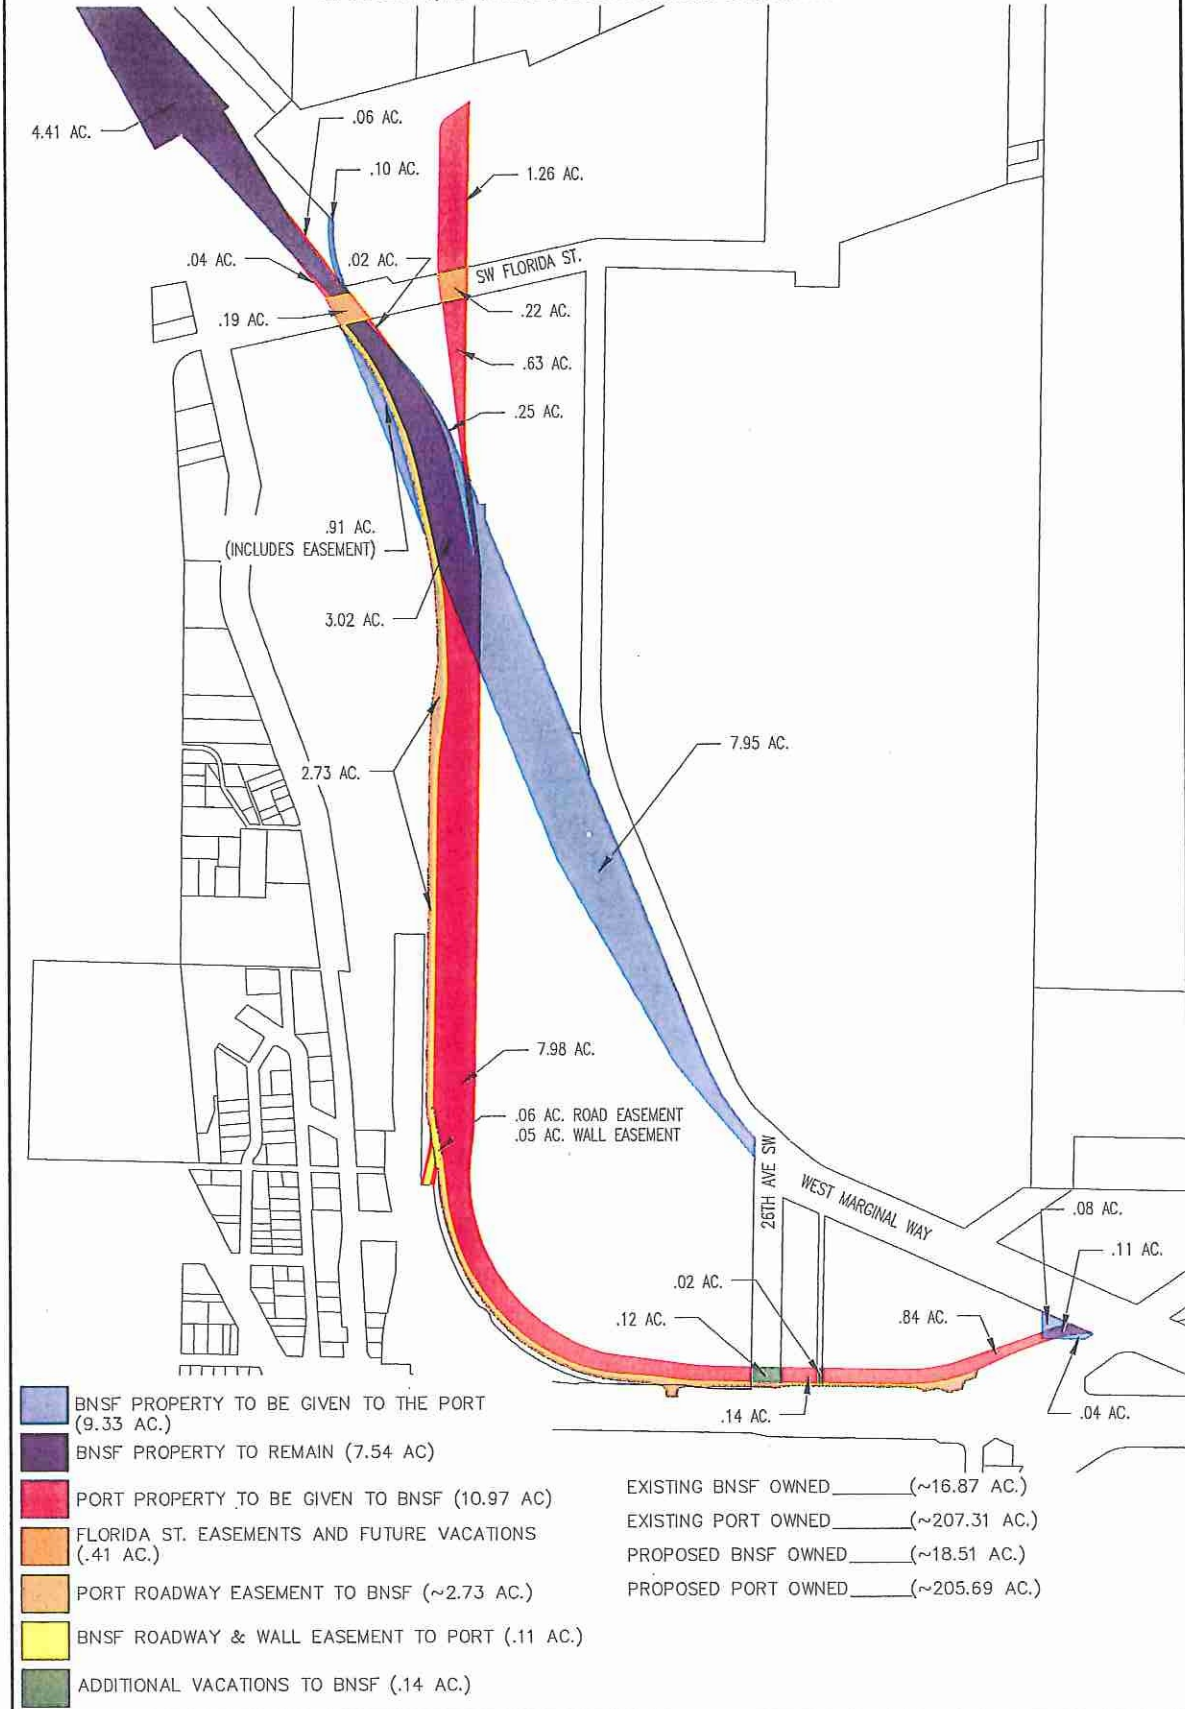 4.41 AC.
.06 AC.
.10 AC.
1.26 AC.
.04 AC.
.02 AC.
SW FLORIDA ST.
.19 AC.
.22 AC.
.63 AC.
.25 AC.
.91 AC.
(INCLUDES EASEMENT)
3.02 AC.
7.95 AC.
2.73 AC.
7.98 AC.
.06 AC. ROAD EASEMENT
.05 AC. WALL EASEMENT
26TH AVE SW
WEST MARGINAL WAY
.08 AC.
.11 AC.
.02 AC.
.12 AC.
.84 AC.
.14 AC.
.04 AC.
BNSF PROPERTY TO BE GIVEN TO THE PORT
(9.33 AC.)
BNSF PROPERTY TO REMAIN (7.54 AC)
PORT PROPERTY TO BE GIVEN TO BNSF (10.97 AC)
FLORIDA ST. EASEMENTS AND FUTURE VACATIONS
(.41 AC.)
PORT ROADWAY EASEMENT TO BNSF (~2.73 AC.)
BNSF ROADWAY & WALL EASEMENT TO PORT (.11 AC.)
ADDITIONAL VACATIONS TO BNSF (.14 AC.)
EXISTING BNSF OWNED______(~16.87 AC.)
EXISTING PORT OWNED______(~207.31 AC.)
PROPOSED BNSF OWNED____(~18.51 AC.)
PROPOSED PORT OWNED____(~205.69 AC.)